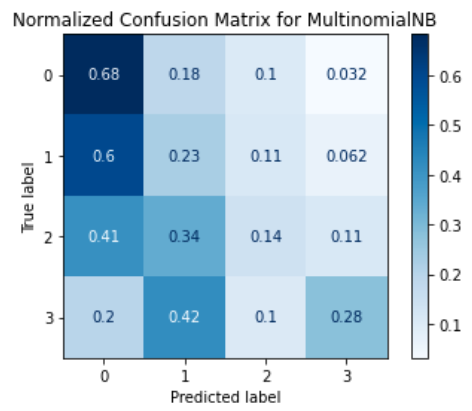 Normalized Confusion Matrix for MultinomialNB
0 0.68 0.18 0.1 0.032
1 0.6 0.23 0.11 0.062
2 0.41 0.34 0.14 0.11
3 0.2 0.42 0.1 0.28
0 1 2 3
Predicted label
True label
0.6
0.5
0.4
0.3
0.2
0.1